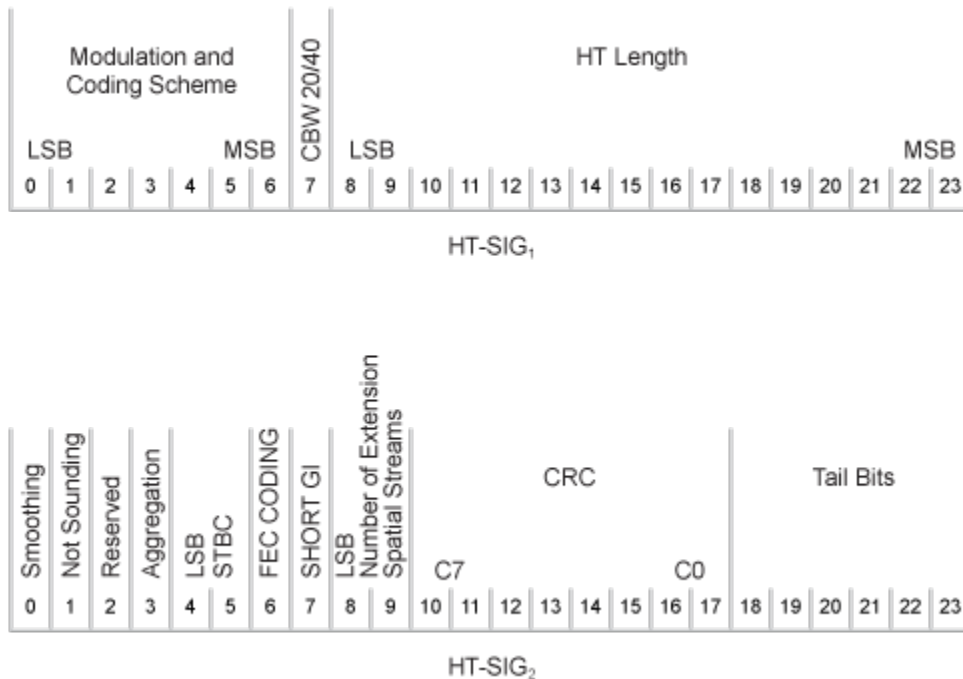 Modulation and
Coding Scheme
CBW 20/40
HT Length
LSB MSB LSB MSB
0 1 2 3 4 5 6 7 8 9 10 11 12 13 14 15 16 17 18 19 20 21 22 23
HT-SIG₁
Smoothing
Not Sounding
Reserved
Aggregation
LSB
STBC
FEC CODING
SHORT GI
LSB
Number of Extension
Spatial Streams
CRC
C7 C0
Tail Bits
0 1 2 3 4 5 6 7 8 9 10 11 12 13 14 15 16 17 18 19 20 21 22 23
HT-SIG₂